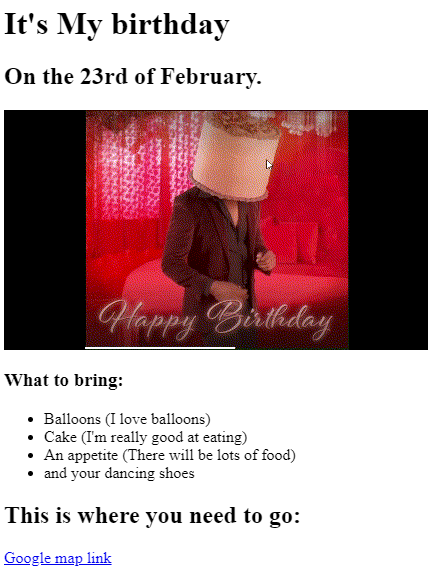 It's My birthday
On the 23rd of February.
Happy Birthday
What to bring:
Balloons (I love balloons)
Cake (I'm really good at eating)
An appetite (There will be lots of food)
and your dancing shoes
This is where you need to go:
Google map link